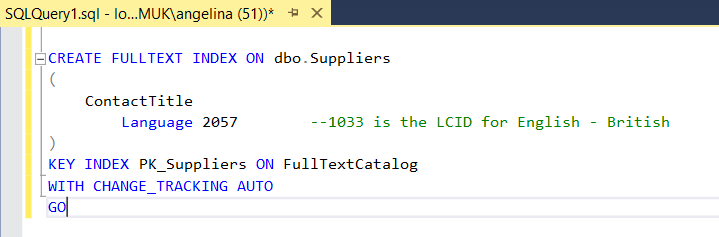 SQLQuery1.sql - lo...MUK\angelina (51))*
CREATE FULLTEXT INDEX ON dbo.Suppliers
(
    ContactTitle
        Language 2057        --1033 is the LCID for English - British
)
KEY INDEX PK_Suppliers ON FullTextCatalog
WITH CHANGE_TRACKING AUTO
GO